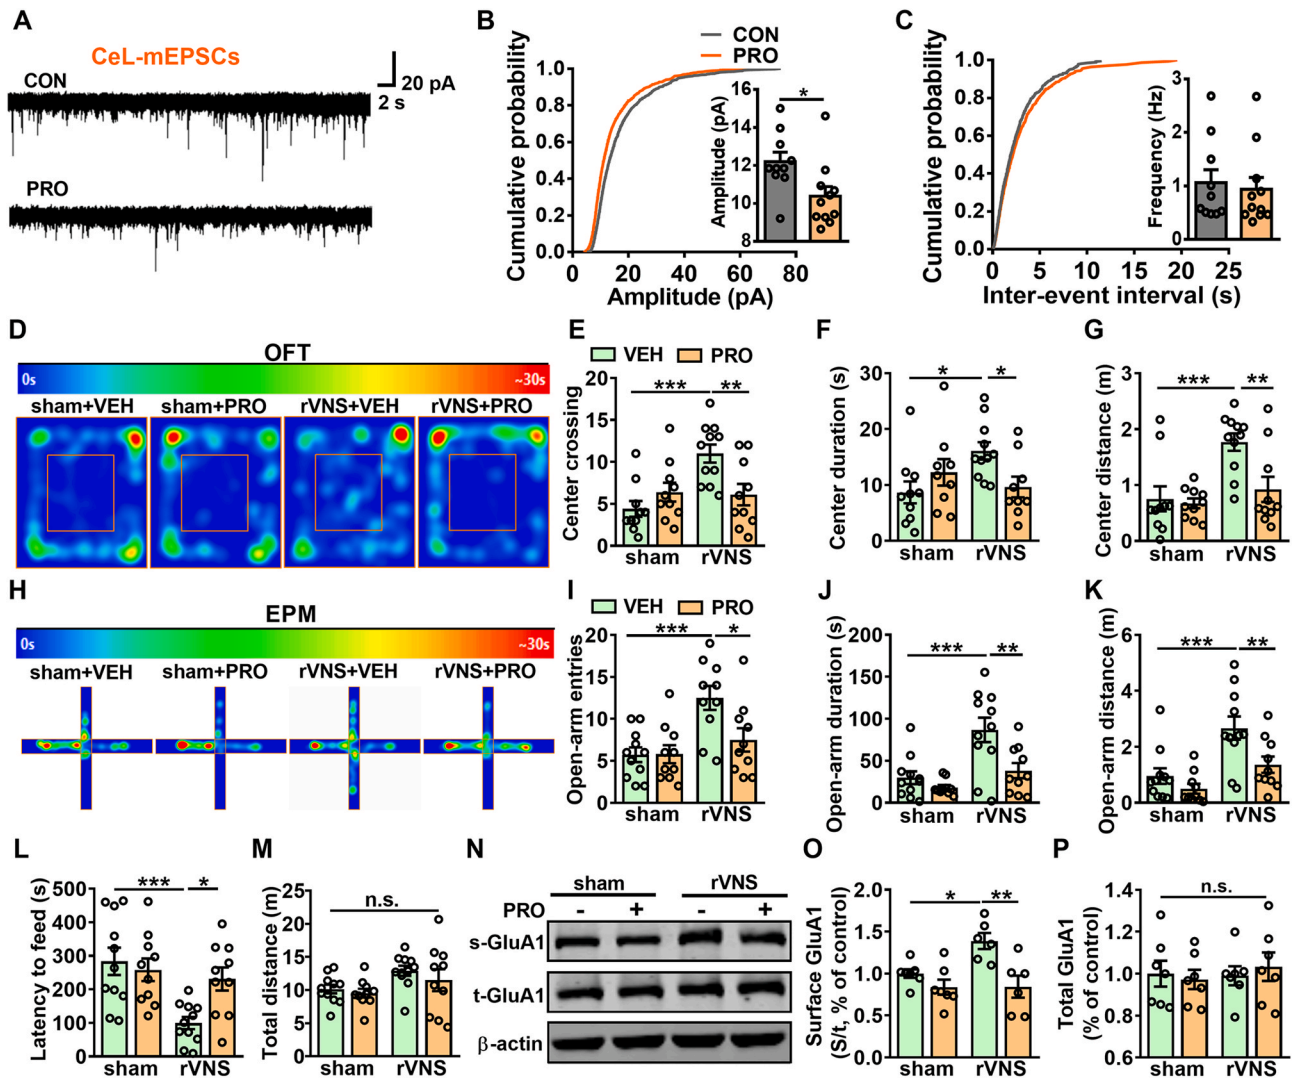 A
CeL-mEPSCs
CON
20 pA
2 s
PRO
B
CON
PRO
Cumulative probability
1.0
0.8
0.6
0.4
0.2
0.0
0
20
40
60
80
Amplitude (pA)
Amplitude (pA)
16
14
12
10
8
*
C
Cumulative probability
1.0
0.8
0.6
0.4
0.2
0.0
0
5
10
15
20
25
Inter-event interval (s)
Frequency (Hz)
3
2
1
0
D
OFT
0s
~30s
sham+VEH
sham+PRO
rVNS+VEH
rVNS+PRO
E
VEH
PRO
Center crossing
20
15
10
5
0
***
**
sham
rVNS
F
Center duration (s)
30
20
10
0
*
*
sham
rVNS
G
Center distance (m)
3
2
1
0
***
**
sham
rVNS
H
EPM
0s
~30s
sham+VEH
sham+PRO
rVNS+VEH
rVNS+PRO
I
VEH
PRO
Open-arm entries
20
15
10
5
0
***
*
sham
rVNS
J
Open-arm duration (s)
200
150
100
50
0
***
**
sham
rVNS
K
Open-arm distance (m)
6
4
2
0
***
**
sham
rVNS
L
Latency to feed (s)
500
400
300
200
100
0
***
*
sham
rVNS
M
Total distance (m)
25
20
15
10
5
0
n.s.
sham
rVNS
N
sham
rVNS
PRO - + - +
s-GluA1
t-GluA1
β-actin
O
Surface GluA1
(S/t, % of control)
2.0
1.5
1.0
0.5
0.0
*
**
sham
rVNS
P
Total GluA1
(% of control)
1.4
1.2
1.0
0.8
0.6
n.s.
sham
rVNS